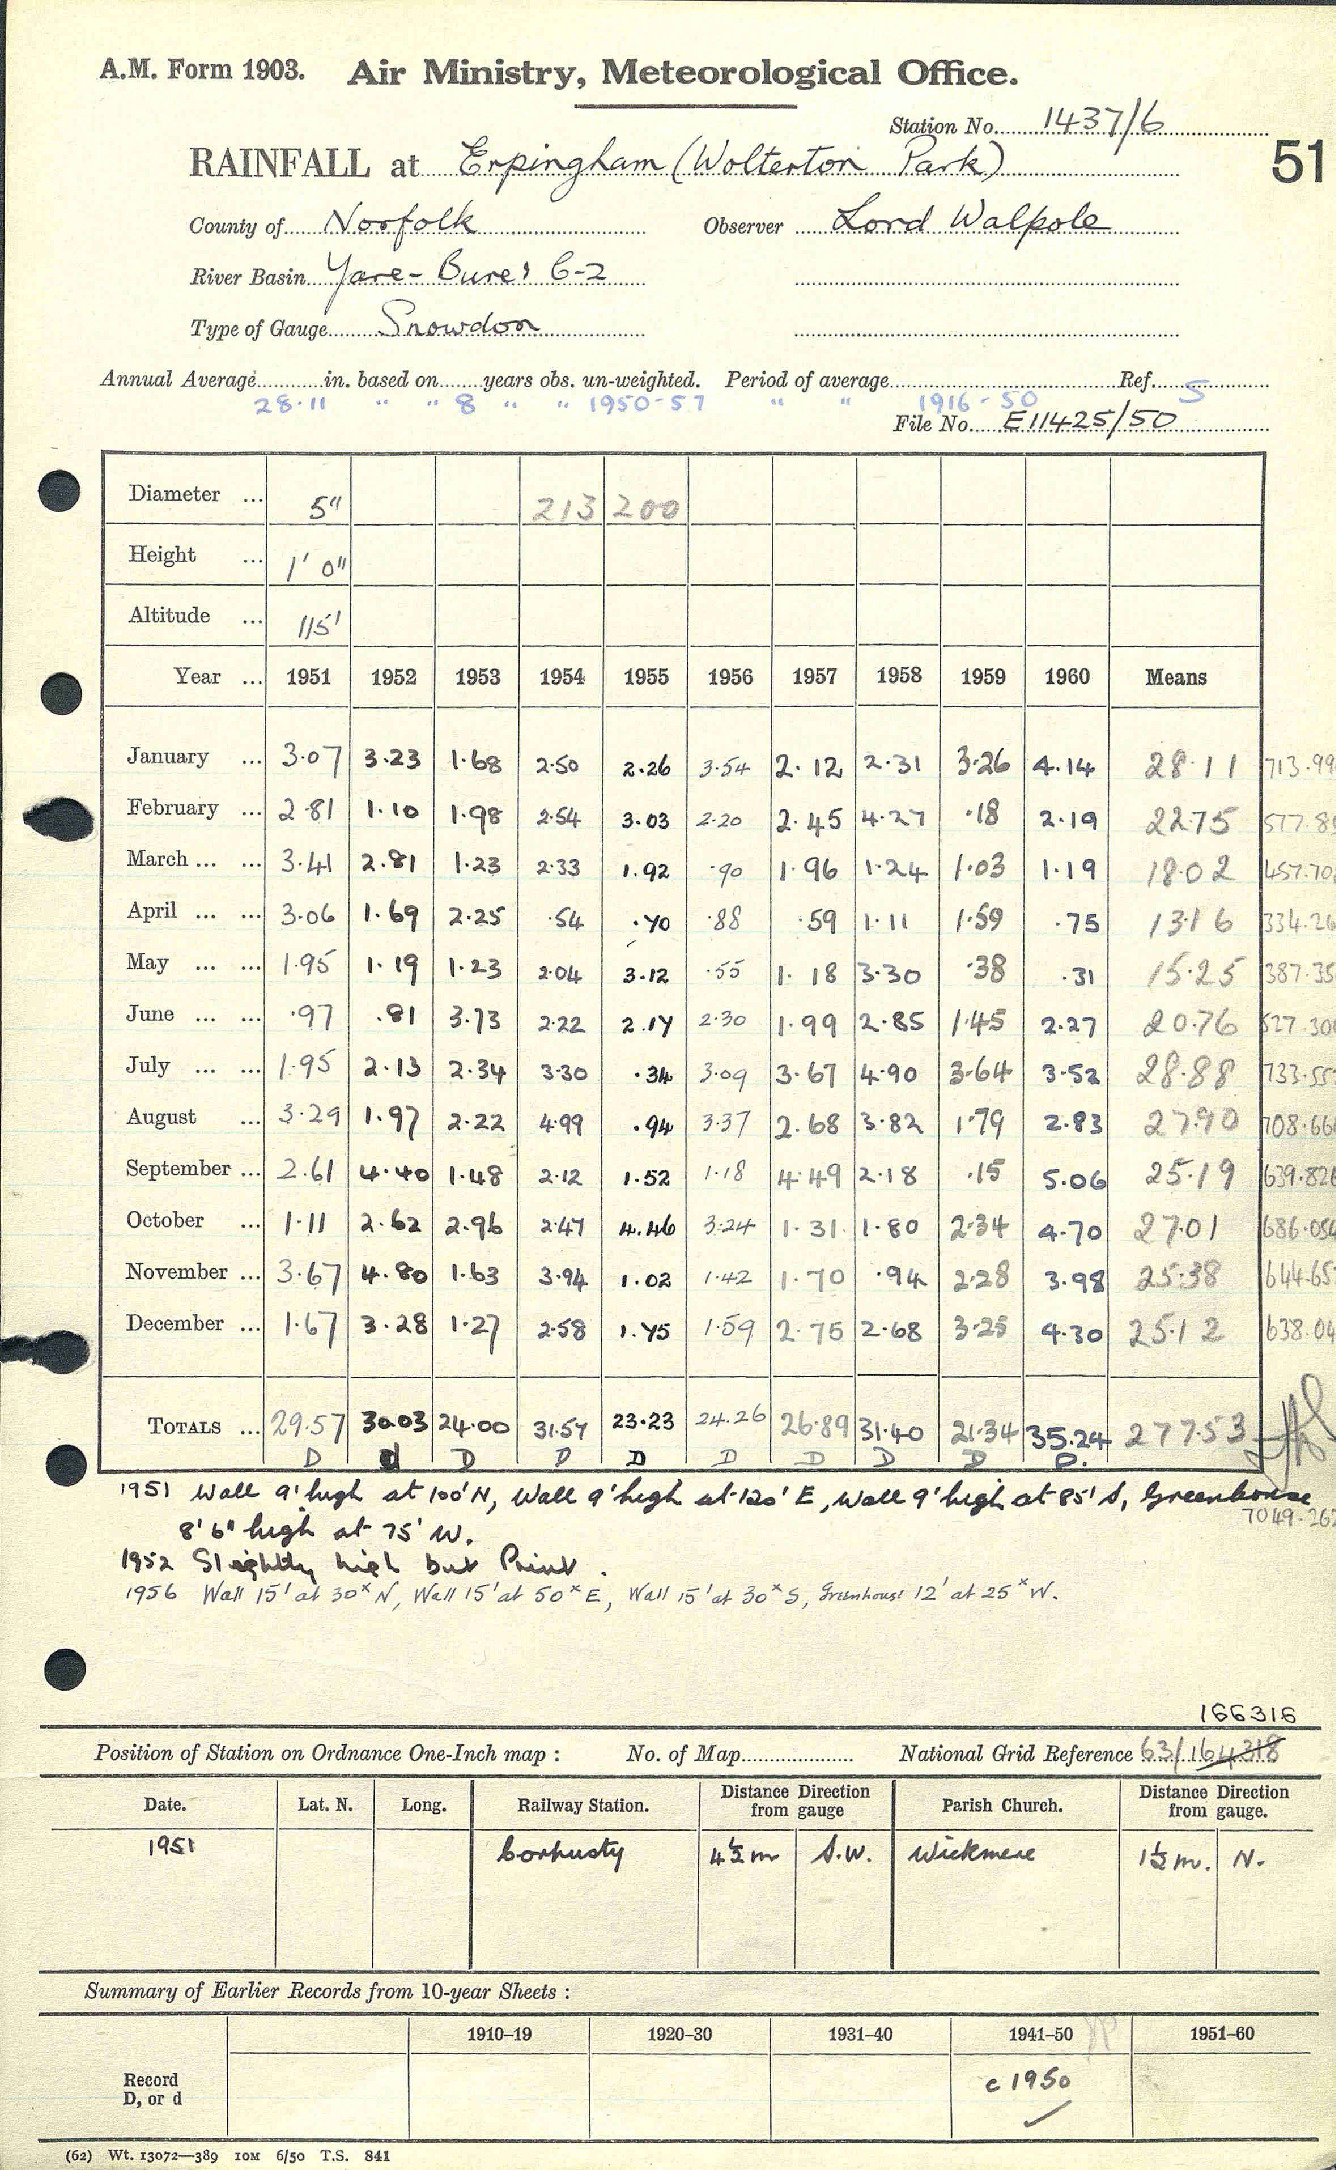 A.M. Form 1903. Air Ministry, Meteorological Office.
Station No. 1437/6
RAINFALL at Erpingham (Wolterton Park)
51
County of Norfolk Observer Lord Walpole
River Basin Yare - Bure 6-2
Type of Gauge Snowdon
Annual Average in. based on years obs. un-weighted. Period of average Ref. 5
28.11 " " 8 " " 1950-57 " " 1916-50
File No. E11425/50
Diameter ... 5" 213 200
Height ... 1' 0"
Altitude ... 115'
Year ... 1951 1952 1953 1954 1955 1956 1957 1958 1959 1960 Means
January ... 3.07 3.23 1.68 2.50 2.26 3.54 2.12 2.31 3.26 4.14 28.11 713.99
February ... 2.81 1.10 1.98 2.54 3.03 2.20 2.45 4.27 .18 2.19 22.75 577.8
March ... ... 3.41 2.81 1.23 2.33 1.92 .90 1.96 1.24 1.03 1.19 18.02 457.70
April ... ... 3.06 1.69 2.25 .54 .70 .88 .59 1.11 1.59 .75 13.16 334.26
May ... ... 1.95 1.19 1.23 2.04 3.12 .55 1.18 3.30 .38 .31 15.25 387.35
June ... ... .97 .81 3.73 2.22 2.17 2.30 1.99 2.85 1.45 2.27 20.76 527.30
July ... ... 1.95 2.13 2.34 3.30 .34 3.09 3.67 4.90 3.64 3.52 28.88 733.55
August ... 3.29 1.97 2.22 4.99 .94 3.37 2.68 3.82 1.79 2.83 27.90 708.66
September ... 2.61 4.40 1.48 2.12 1.52 1.18 4.49 2.18 .15 5.06 25.19 639.826
October ... 1.11 2.62 2.96 2.47 4.46 3.24 1.31 1.80 2.34 4.70 27.01 686.054
November ... 3.67 4.80 1.63 3.94 1.02 1.42 1.70 .94 2.28 3.98 25.38 644.65
December ... 1.67 3.28 1.27 2.58 1.75 1.59 2.75 2.68 3.25 4.30 25.12 638.04
TOTALS ... 29.57 30.03 24.00 31.57 23.23 24.26 26.89 31.40 21.34 35.24 277.53
D d D D D D D D D D.
1951 Wall 9' high at 100' N, Wall 9' high at 120' E, Wall 9' high at 85' S, Greenhouse
7049.262
8' 6" high at 75' W.
1952 Slightly high but Print.
1956 Wall 15' at 30ˣ N, Wall 15' at 50ˣ E, Wall 15' at 30ˣ S, Greenhouse 12' at 25ˣ W.
166316
Position of Station on Ordnance One-Inch map : No. of Map National Grid Reference 63/164318
Date. Lat. N. Long. Railway Station. Distance from gauge Direction Parish Church. Distance from gauge. Direction
1951 Corpusty 4½ m S.W. Wickmere 1½ m. N.
Summary of Earlier Records from 10-year Sheets :
1910–19 1920–30 1931–40 1941–50 1951–60
Record
D, or d
c 1950
✓
(62) Wt. 13072—389 10M 6/50 T.S. 841